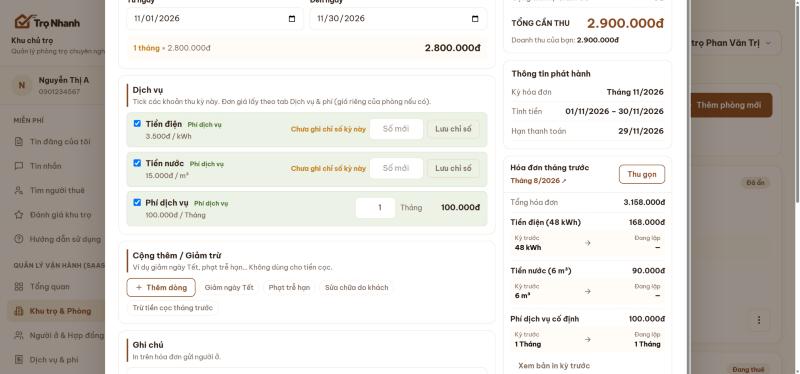 Trọ Nhanh
Khu chủ trọ
Quản lý phòng trọ chuyên ngh
N
Nguyễn Thị A
0901234567
MIỄN PHÍ
Tin đăng của tôi
Tin nhắn
Tìm người thuê
Đánh giá khu trọ
Hướng dẫn sử dụng
QUẢN LÝ VẬN HÀNH (SAAS
Tổng quan
Khu trọ & Phòng
Người ở & Hợp đồng
Dịch vụ & phí
11/01/2026
11/30/2026
1 tháng × 2.800.000đ
2.800.000đ
Dịch vụ
Tick các khoản thu kỳ này. Đơn giá lấy theo tab Dịch vụ & phí (giá riêng của phòng nếu có).
Tiền điện Phí dịch vụ
3.500đ / kWh
Chưa ghi chỉ số kỳ này
Số mới
Lưu chỉ số
Tiền nước Phí dịch vụ
15.000đ / m³
Chưa ghi chỉ số kỳ này
Số mới
Lưu chỉ số
Phí dịch vụ Phí dịch vụ
100.000đ / Tháng
1
Tháng
100.000đ
Cộng thêm / Giảm trừ
Ví dụ giảm ngày Tết, phạt trễ hạn... Không dùng cho tiền cọc.
+ Thêm dòng
Giảm ngày Tết
Phạt trễ hạn
Sửa chữa do khách
Trừ tiền cọc tháng trước
Ghi chú
In trên hóa đơn gửi người ở.
TỔNG CẦN THU
2.900.000đ
Doanh thu của bạn: 2.900.000đ
Thông tin phát hành
Kỳ hóa đơn
Tháng 11/2026
Tính tiền
01/11/2026 – 30/11/2026
Hạn thanh toán
29/11/2026
Hóa đơn tháng trước
Tháng 8/2026 ↗
Thu gọn
Tổng hóa đơn
3.158.000đ
Tiền điện (48 kWh)
168.000đ
Kỳ trước
48 kWh
→
Đang lập
–
Tiền nước (6 m³)
90.000đ
Kỳ trước
6 m³
→
Đang lập
–
Phí dịch vụ cố định
100.000đ
Kỳ trước
1 Tháng
→
Đang lập
1 Tháng
Xem bản in kỳ trước
trọ Phan Văn Trị
Thêm phòng mới
Đã ẩn
Đang thuê